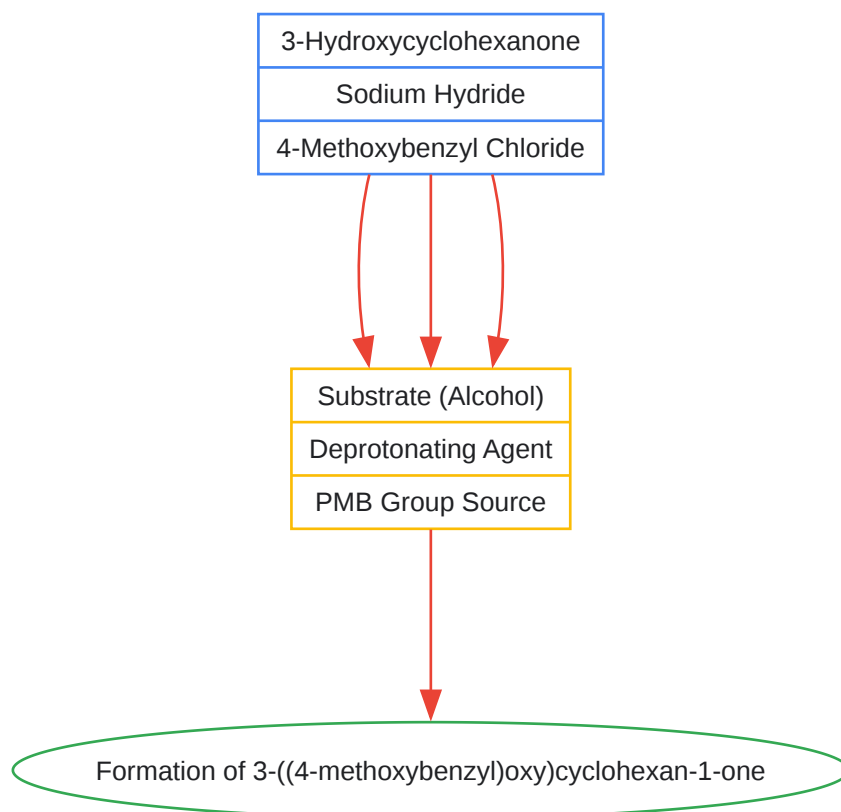 3-Hydroxycyclohexanone
Sodium Hydride
4-Methoxybenzyl Chloride
Substrate (Alcohol)
Deprotonating Agent
PMB Group Source
Formation of 3-((4-methoxybenzyl)oxy)cyclohexan-1-one